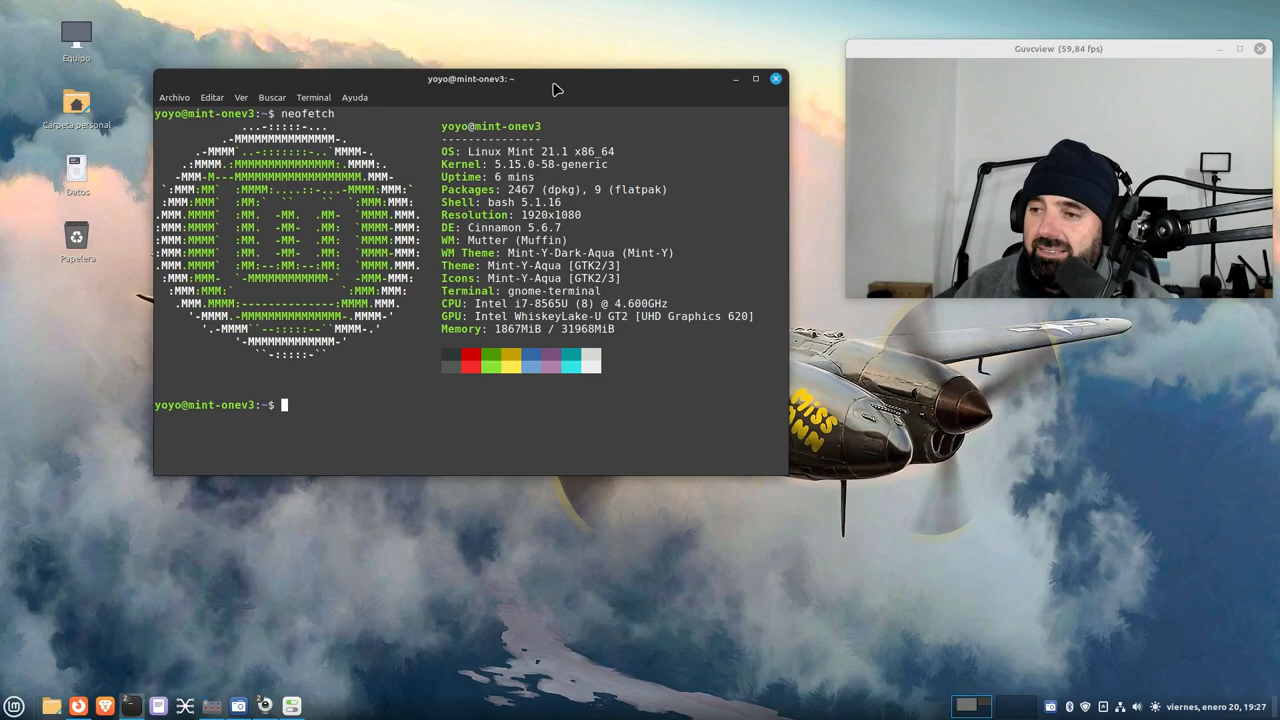 Equipo
Carpeta personal
Datos
Papelera
yoyo@mint-onev3: ~
Archivo Editar Ver Buscar Terminal Ayuda
yoyo@mint-onev3:~$ neofetch
yoyo@mint-onev3
---------------
OS: Linux Mint 21.1 x86_64
Kernel: 5.15.0-58-generic
Uptime: 6 mins
Packages: 2467 (dpkg), 9 (flatpak)
Shell: bash 5.1.16
Resolution: 1920x1080
DE: Cinnamon 5.6.7
WM: Mutter (Muffin)
WM Theme: Mint-Y-Dark-Aqua (Mint-Y)
Theme: Mint-Y-Aqua [GTK2/3]
Icons: Mint-Y-Aqua [GTK2/3]
Terminal: gnome-terminal
CPU: Intel i7-8565U (8) @ 4.600GHz
GPU: Intel WhiskeyLake-U GT2 [UHD Graphics 620]
Memory: 1867MiB / 31968MiB
yoyo@mint-onev3:~$
Guvcview (59,84 fps)
MISS
ANN
viernes, enero 20, 19:27